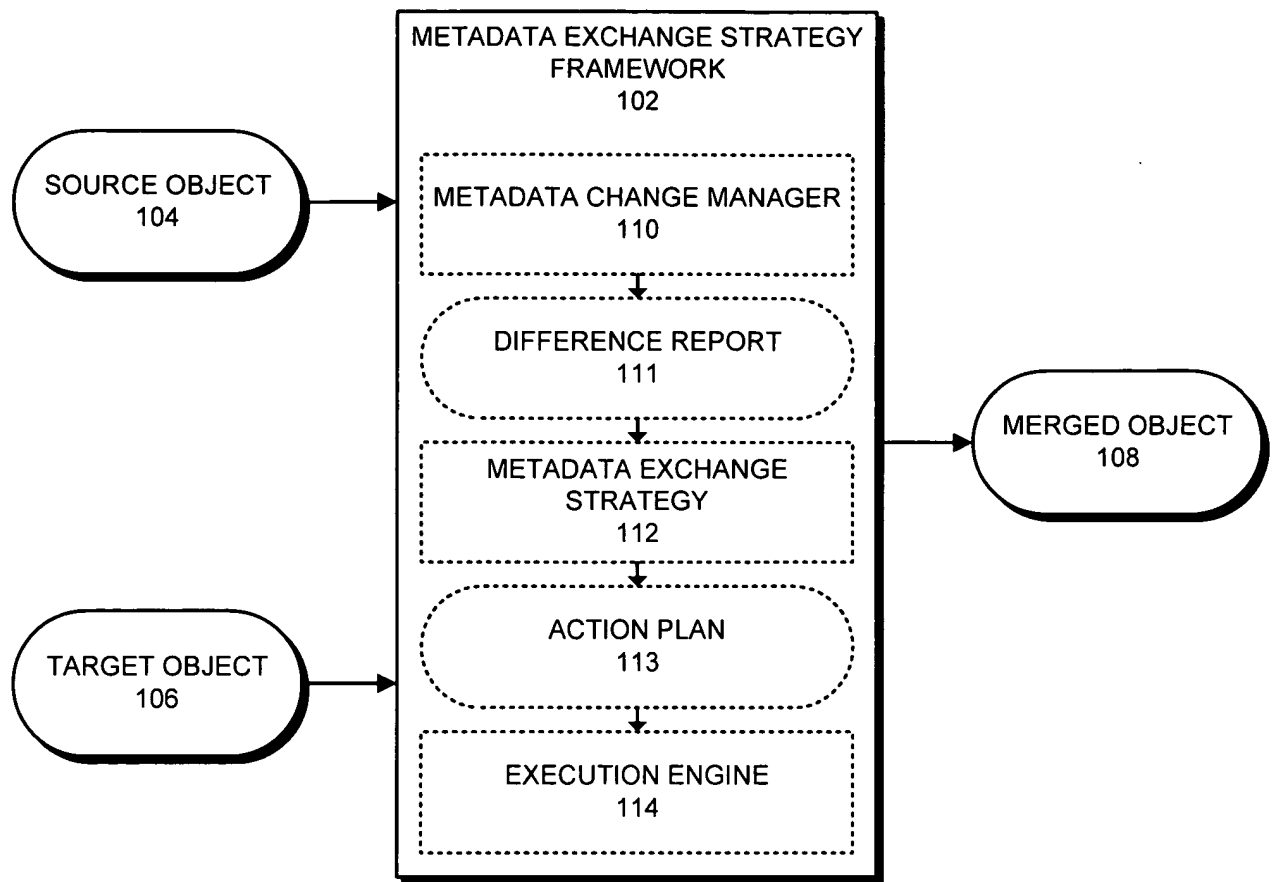 METADATA EXCHANGE STRATEGY
FRAMEWORK
102
SOURCE OBJECT
104
METADATA CHANGE MANAGER
110
DIFFERENCE REPORT
111
MERGED OBJECT
108
METADATA EXCHANGE
STRATEGY
112
ACTION PLAN
113
TARGET OBJECT
106
EXECUTION ENGINE
114